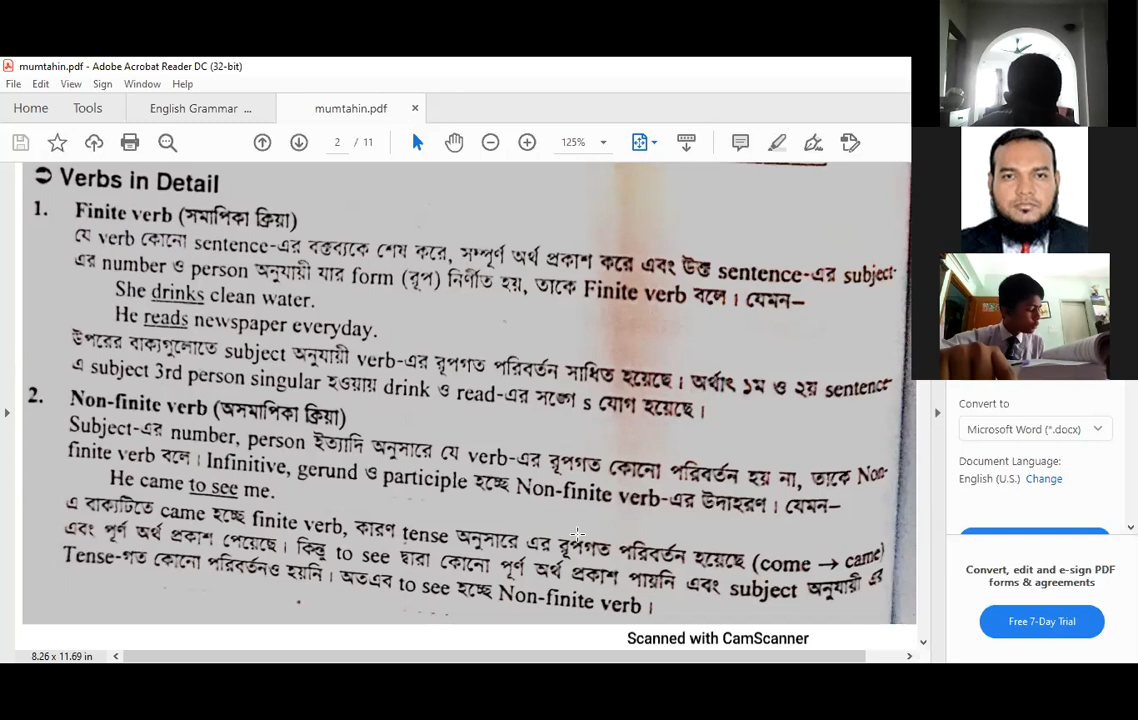 mumtahin.pdf - Adobe Acrobat Reader DC (32-bit)
File Edit View Sign Window Help
Home Tools English Grammar ... mumtahin.pdf ×
2 / 11 125%
Verbs in Detail
1. Finite verb (সমাপিকা ক্রিয়া)
যে verb কোনো sentence-এর বক্তব্যকে শেষ করে, সম্পূর্ণ অর্থ প্রকাশ করে এবং উক্ত sentence-এর subject-
এর number ও person অনুযায়ী যার form (রূপ) নির্ণীত হয়, তাকে Finite verb বলে। যেমন–
She drinks clean water.
He reads newspaper everyday.
উপরের বাক্যগুলোতে subject অনুযায়ী verb-এর রূপগত পরিবর্তন সাধিত হয়েছে। অর্থাৎ ১ম ও ২য় sentence-
এ subject 3rd person singular হওয়ায় drink ও read-এর সঙ্গে s যোগ হয়েছে।
2. Non-finite verb (অসমাপিকা ক্রিয়া)
Subject-এর number, person ইত্যাদি অনুসারে যে verb-এর রূপগত কোনো পরিবর্তন হয় না, তাকে Non-
finite verb বলে। Infinitive, gerund ও participle হচ্ছে Non-finite verb-এর উদাহরণ। যেমন–
He came to see me.
এ বাক্যটিতে came হচ্ছে finite verb, কারণ tense অনুসারে এর রূপগত পরিবর্তন হয়েছে (come → came)
এবং পূর্ণ অর্থ প্রকাশ পেয়েছে। কিন্তু to see দ্বারা কোনো পূর্ণ অর্থ প্রকাশ পায়নি এবং subject অনুযায়ী এর
Tense-গত কোনো পরিবর্তনও হয়নি। অতএব to see হচ্ছে Non-finite verb।
Scanned with CamScanner
8.26 x 11.69 in
Convert to
Microsoft Word (*.docx)
Document Language:
English (U.S.) Change
Convert, edit and e-sign PDF
forms & agreements
Free 7-Day Trial